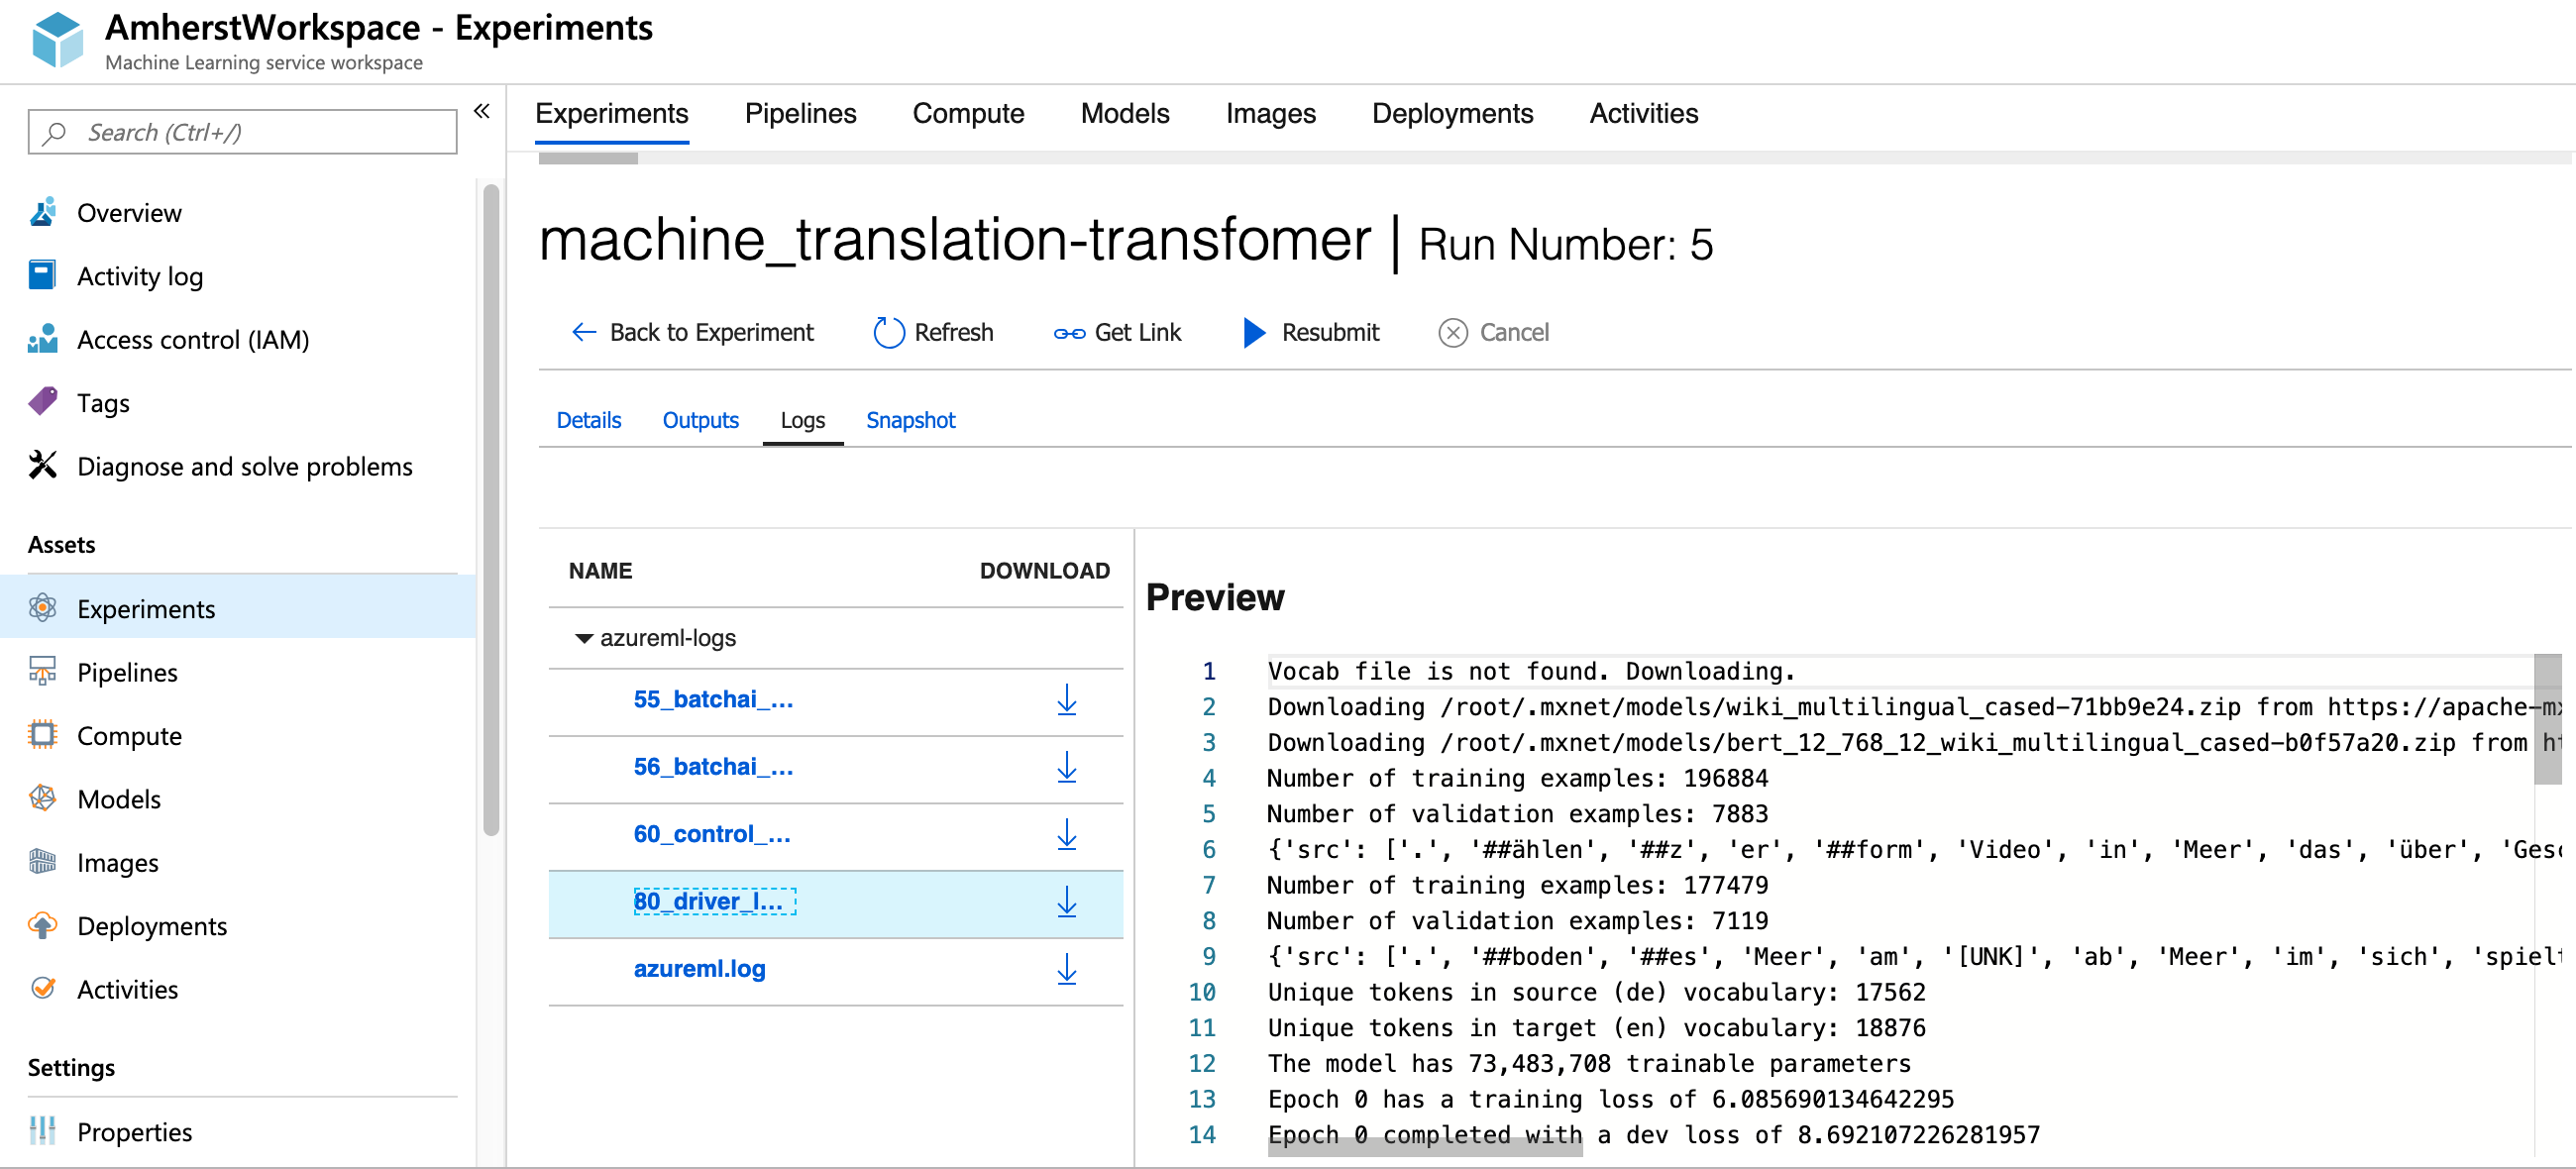 AmherstWorkspace - Experiments
Machine Learning service workspace
Search (Ctrl+/)
«
Overview
Activity log
Access control (IAM)
Tags
Diagnose and solve problems
Assets
Experiments
Pipelines
Compute
Models
Images
Deployments
Activities
Settings
Properties
Experiments Pipelines Compute Models Images Deployments Activities
machine_translation-transfomer | Run Number: 5
Back to Experiment Refresh Get Link Resubmit Cancel
Details Outputs Logs Snapshot
NAME DOWNLOAD
azureml-logs
55_batchai_...
56_batchai_...
60_control_...
80_driver_l...
azureml.log
Preview
1 Vocab file is not found. Downloading.
2 Downloading /root/.mxnet/models/wiki_multilingual_cased-71bb9e24.zip from https://apache-mx
3 Downloading /root/.mxnet/models/bert_12_768_12_wiki_multilingual_cased-b0f57a20.zip from ht
4 Number of training examples: 196884
5 Number of validation examples: 7883
6 {'src': ['.', '##ählen', '##z', 'er', '##form', 'Video', 'in', 'Meer', 'das', 'über', 'Gesc
7 Number of training examples: 177479
8 Number of validation examples: 7119
9 {'src': ['.', '##boden', '##es', 'Meer', 'am', '[UNK]', 'ab', 'Meer', 'im', 'sich', 'spielt
10 Unique tokens in source (de) vocabulary: 17562
11 Unique tokens in target (en) vocabulary: 18876
12 The model has 73,483,708 trainable parameters
13 Epoch 0 has a training loss of 6.085690134642295
14 Epoch 0 completed with a dev loss of 8.692107226281957